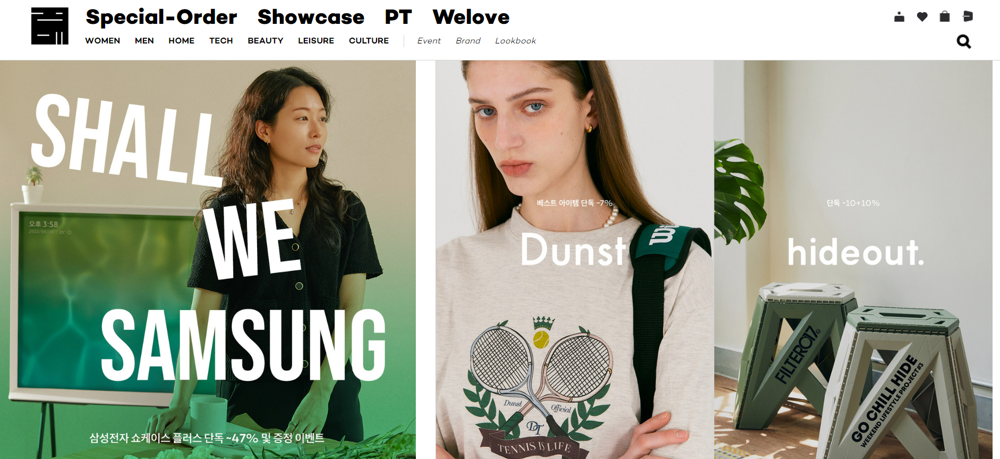 Special-Order Showcase PT Welove
WOMEN MEN HOME TECH BEAUTY LEISURE CULTURE Event Brand Lookbook
SHALL
WE
SAMSUNG
오후 3:58
삼성전자 쇼케이스 플러스 단독 ~47% 및 증정 이벤트
베스트 아이템 단독 ~7%
Dunst
Wi
Dunst Official
DT
TENNIS IS LIFE
단독 ~10+10%
hideout.
FILTER017
GO CHILL HIDE
WEEKEND LIFESTYLE PROJECT #3